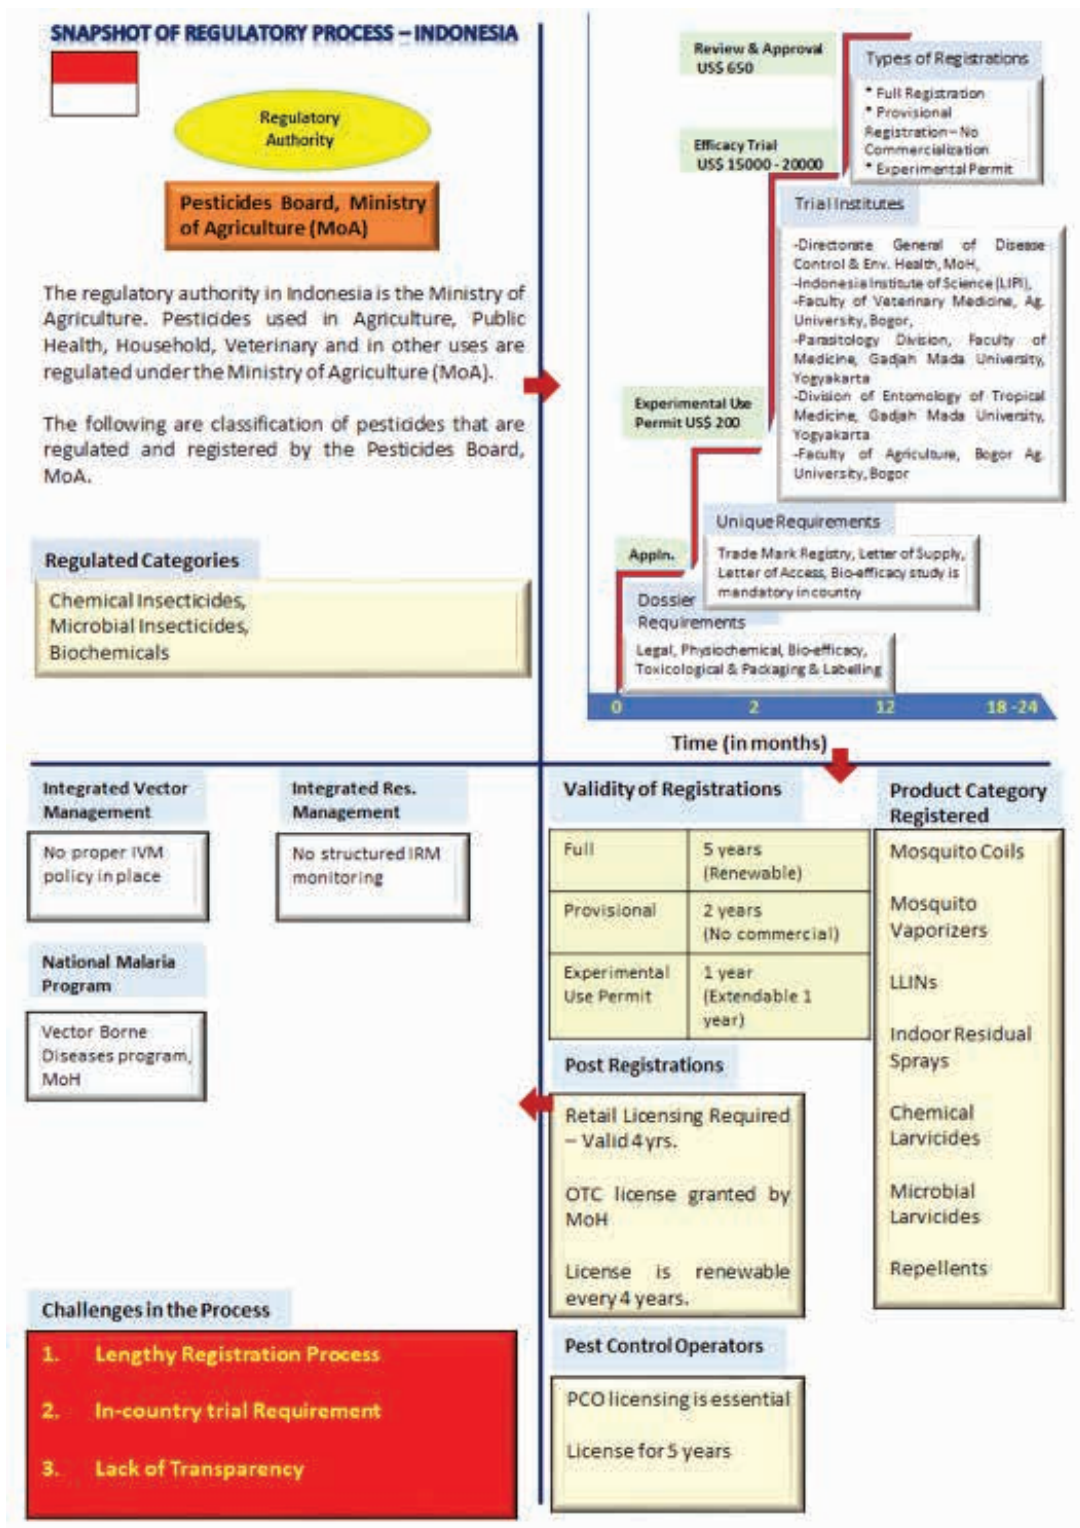 SNAPSHOT OF REGULATORY PROCESS – INDONESIA
Regulatory
Authority
Pesticides Board, Ministry
of Agriculture (MoA)
The regulatory authority in Indonesia is the Ministry of
Agriculture. Pesticides used in Agriculture, Public
Health, Household, Veterinary and in other uses are
regulated under the Ministry of Agriculture (MoA).
The following are classification of pesticides that are
regulated and registered by the Pesticides Board,
MoA.
Regulated Categories
Chemical Insecticides,
Microbial Insecticides,
Biochemicals
Review & Approval
US$ 650
Types of Registrations
* Full Registration
* Provisional
Registration – No
Commercialization
* Experimental Permit
Efficacy Trial
US$ 15000 - 20000
Trial Institutes
-Directorate General of Disease
Control & Env. Health, MoH,
-Indonesia Institute of Science (LIPI),
-Faculty of Veterinary Medicine, Ag.
University, Bogor,
-Parasitology Division, Faculty of
Medicine, Gadjah Mada University,
Yogyakarta
-Division of Entomology of Tropical
Medicine, Gadjah Mada University,
Yogyakarta
-Faculty of Agriculture, Bogor Ag.
University, Bogor
Experimental Use
Permit US$ 200
Unique Requirements
Trade Mark Registry, Letter of Supply,
Letter of Access, Bio-efficacy study is
mandatory in country
Appln.
Dossier
Requirements
Legal, Physiochemical, Bio-efficacy,
Toxicological & Packaging & Labelling
0 2 12 18 -24
Time (in months)
Integrated Vector
Management
No proper IVM
policy in place
Integrated Res.
Management
No structured IRM
monitoring
National Malaria
Program
Vector Borne
Diseases program,
MoH
Challenges in the Process
1. Lengthy Registration Process
2. In-country trial Requirement
3. Lack of Transparency
Validity of Registrations
Full 5 years
(Renewable)
Provisional 2 years
(No commercial)
Experimental 1 year
Use Permit (Extendable 1
year)
Post Registrations
Retail Licensing Required
– Valid 4 yrs.
OTC license granted by
MoH
License is renewable
every 4 years.
Pest Control Operators
PCO licensing is essential
License for 5 years
Product Category
Registered
Mosquito Coils
Mosquito
Vaporizers
LLINs
Indoor Residual
Sprays
Chemical
Larvicides
Microbial
Larvicides
Repellents